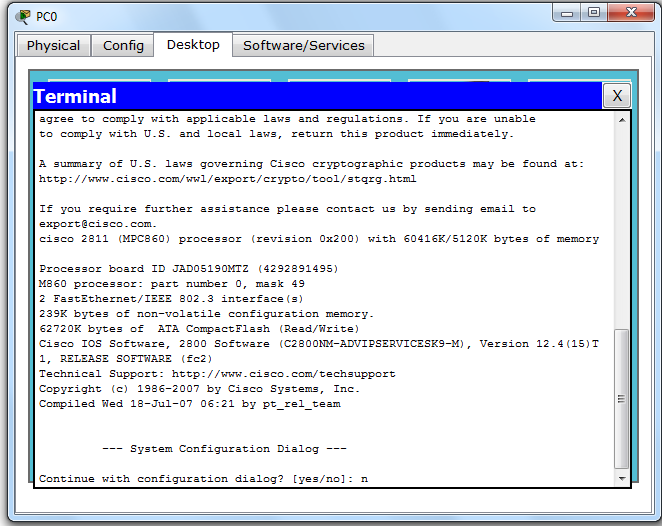 PC0
Physical Config Desktop Software/Services
Terminal X
agree to comply with applicable laws and regulations. If you are unable
to comply with U.S. and local laws, return this product immediately.
A summary of U.S. laws governing Cisco cryptographic products may be found at:
http://www.cisco.com/wwl/export/crypto/tool/stqrg.html
If you require further assistance please contact us by sending email to
export@cisco.com.
cisco 2811 (MPC860) processor (revision 0x200) with 60416K/5120K bytes of memory
Processor board ID JAD05190MTZ (4292891495)
M860 processor: part number 0, mask 49
2 FastEthernet/IEEE 802.3 interface(s)
239K bytes of non-volatile configuration memory.
62720K bytes of  ATA CompactFlash (Read/Write)
Cisco IOS Software, 2800 Software (C2800NM-ADVIPSERVICESK9-M), Version 12.4(15)T
1, RELEASE SOFTWARE (fc2)
Technical Support: http://www.cisco.com/techsupport
Copyright (c) 1986-2007 by Cisco Systems, Inc.
Compiled Wed 18-Jul-07 06:21 by pt_rel_team
--- System Configuration Dialog ---
Continue with configuration dialog? [yes/no]: n